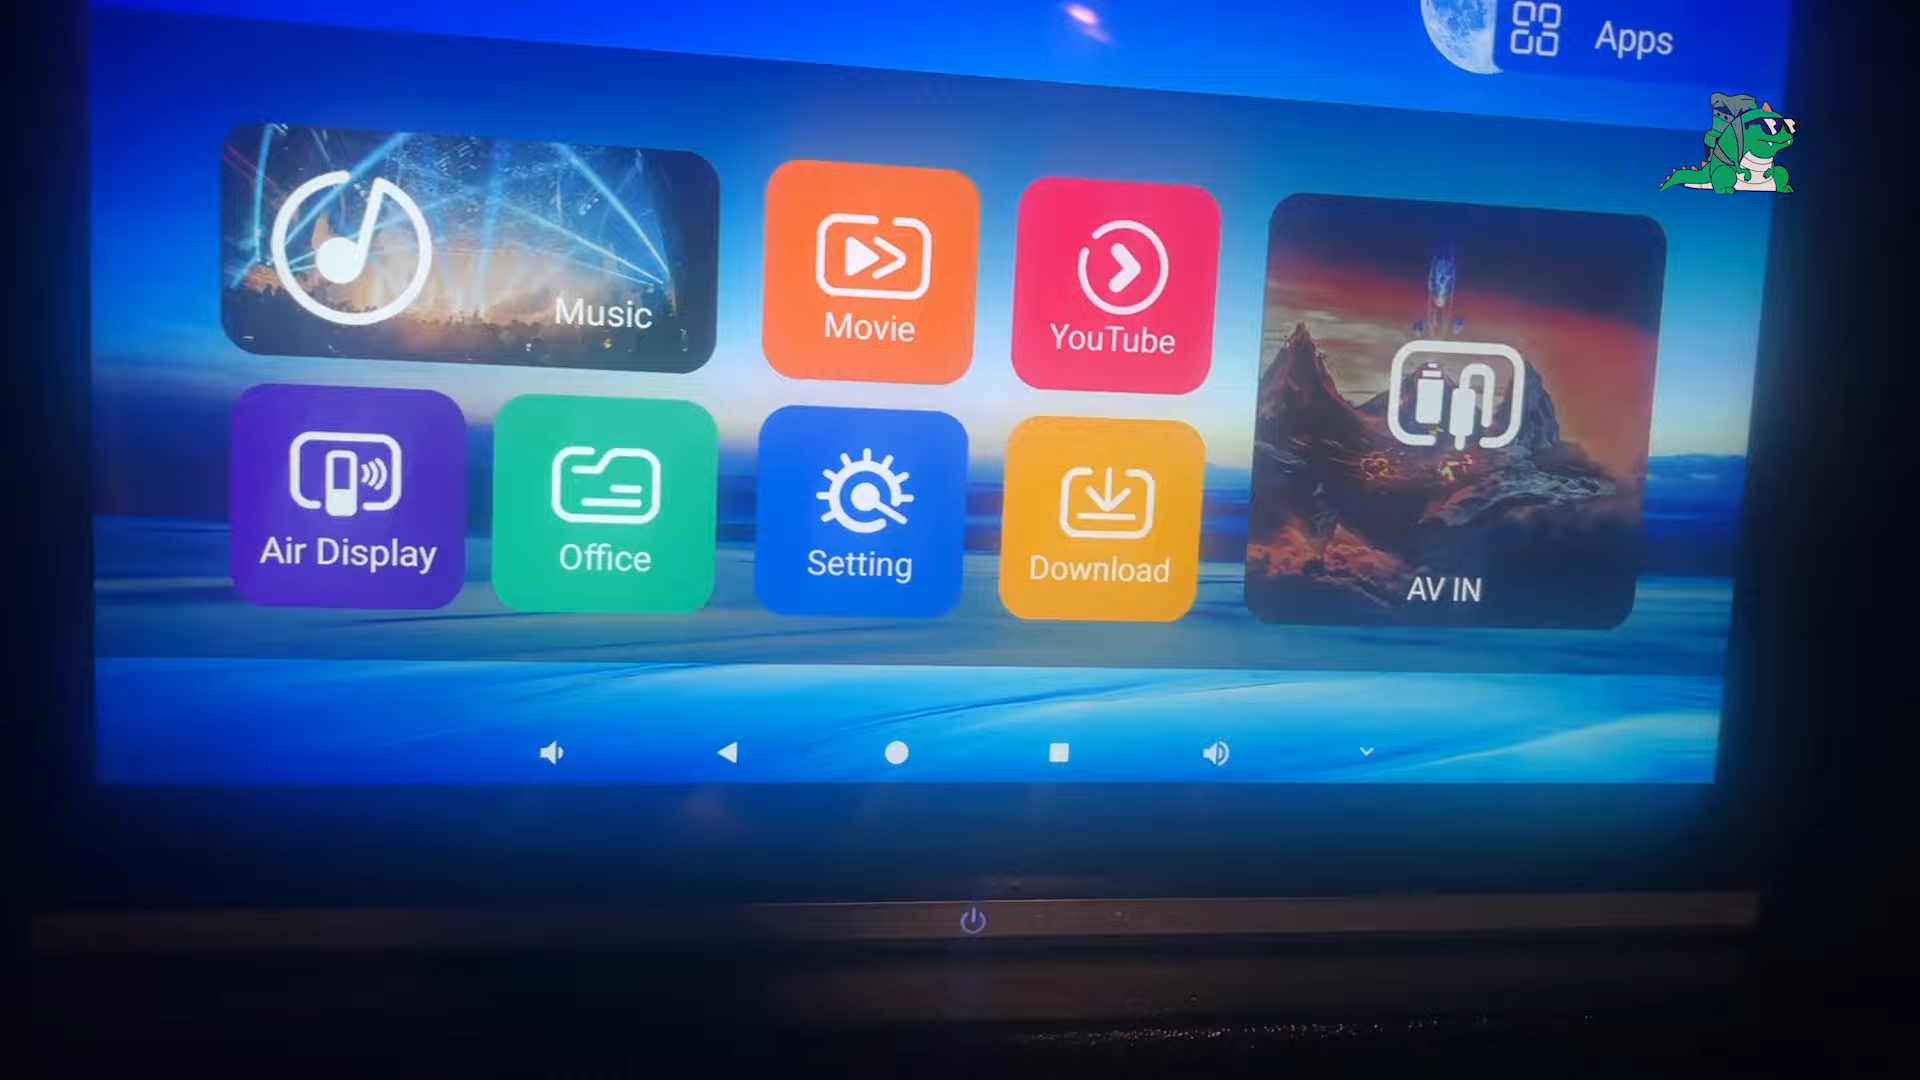 Apps
Music
Movie
YouTube
Air Display
Office
Setting
Download
AV IN